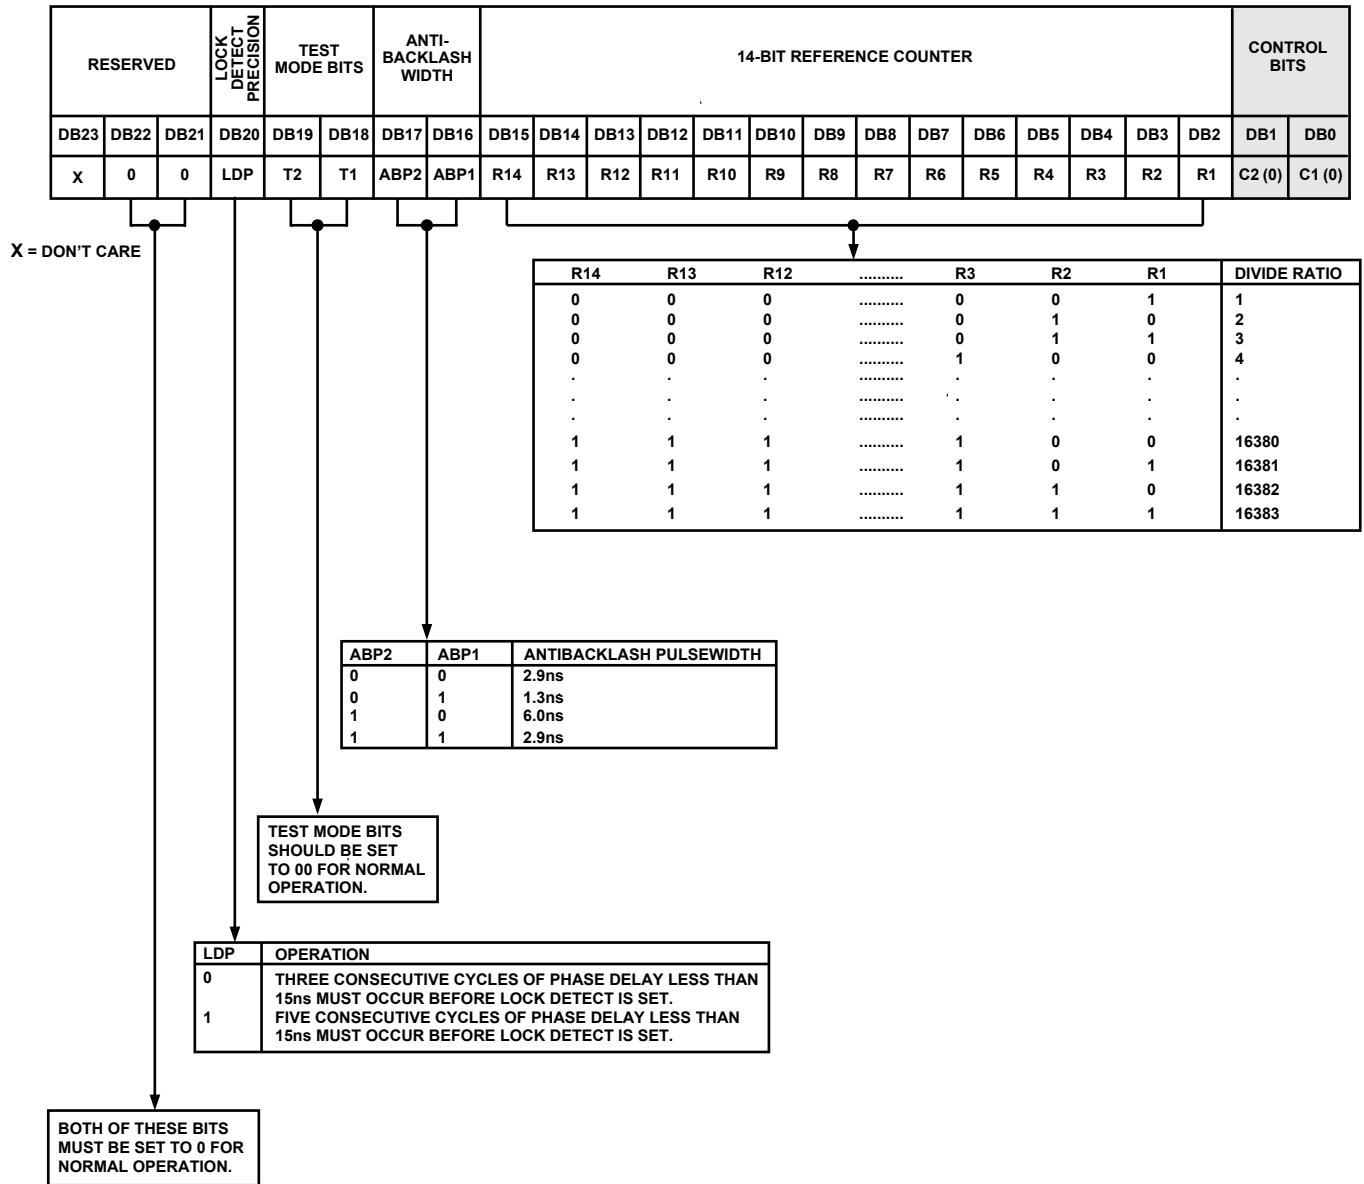 RESERVED
LOCK
DETECT
PRECISION
TEST
MODE BITS
ANTI-
BACKLASH
WIDTH
14-BIT REFERENCE COUNTER
CONTROL
BITS
DB23 DB22 DB21 DB20 DB19 DB18 DB17 DB16 DB15 DB14 DB13 DB12 DB11 DB10 DB9 DB8 DB7 DB6 DB5 DB4 DB3 DB2 DB1 DB0
X 0 0 LDP T2 T1 ABP2 ABP1 R14 R13 R12 R11 R10 R9 R8 R7 R6 R5 R4 R3 R2 R1 C2 (0) C1 (0)
X = DON'T CARE
R14 R13 R12 .......... R3 R2 R1 DIVIDE RATIO
0 0 0 .......... 0 0 1 1
0 0 0 .......... 0 1 0 2
0 0 0 .......... 0 1 1 3
0 0 0 .......... 1 0 0 4
. . . .......... . . . .
. . . .......... . . . .
. . . .......... . . . .
1 1 1 .......... 1 0 0 16380
1 1 1 .......... 1 0 1 16381
1 1 1 .......... 1 1 0 16382
1 1 1 .......... 1 1 1 16383
ABP2 ABP1 ANTIBACKLASH PULSEWIDTH
0 0 2.9ns
0 1 1.3ns
1 0 6.0ns
1 1 2.9ns
TEST MODE BITS
SHOULD BE SET
TO 00 FOR NORMAL
OPERATION.
LDP OPERATION
0 THREE CONSECUTIVE CYCLES OF PHASE DELAY LESS THAN
15ns MUST OCCUR BEFORE LOCK DETECT IS SET.
1 FIVE CONSECUTIVE CYCLES OF PHASE DELAY LESS THAN
15ns MUST OCCUR BEFORE LOCK DETECT IS SET.
BOTH OF THESE BITS
MUST BE SET TO 0 FOR
NORMAL OPERATION.